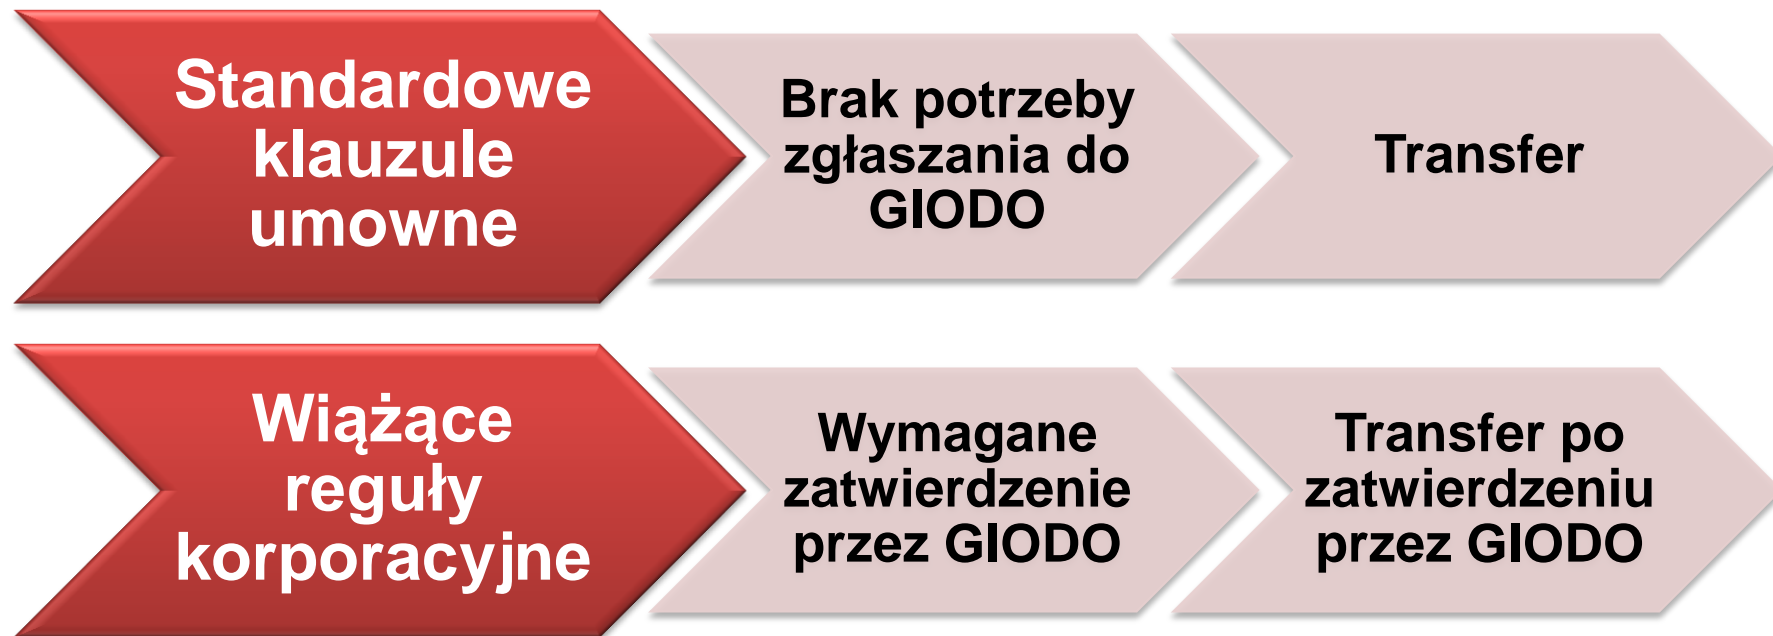 Standardowe
klauzule
umowne
Brak potrzeby
zgłaszania do
GIODO
Transfer
Wiążące
reguły
korporacyjne
Wymagane
zatwierdzenie
przez GIODO
Transfer po
zatwierdzeniu
przez GIODO